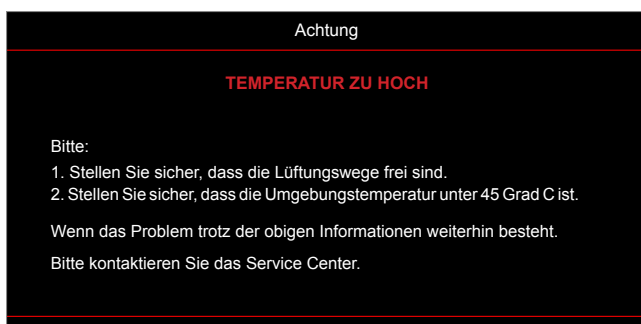 Achtung
TEMPERATUR ZU HOCH
Bitte:
1. Stellen Sie sicher, dass die Lüftungswege frei sind.
2. Stellen Sie sicher, dass die Umgebungstemperatur unter 45 Grad C ist.
Wenn das Problem trotz der obigen Informationen weiterhin besteht.
Bitte kontaktieren Sie das Service Center.